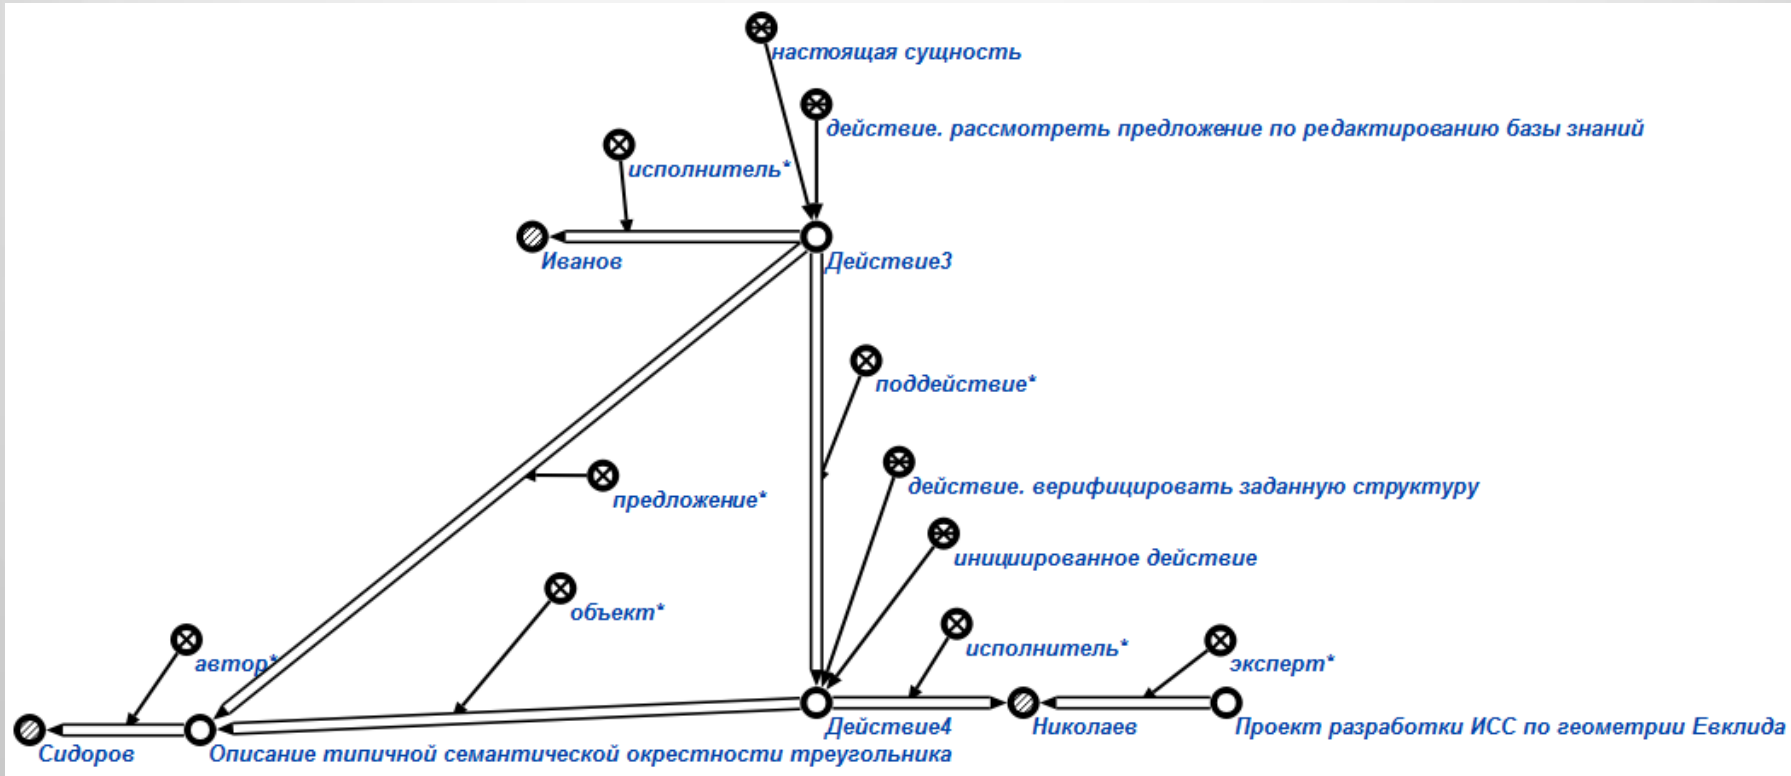 настоящая сущность
действие. рассмотреть предложение по редактированию базы знаний
исполнитель*
Иванов
Действие3
поддействие*
действие. верифицировать заданную структуру
предложение*
инициированное действие
объект*
исполнитель*
эксперт*
автор*
Действие4
Николаев
Проект разработки ИСС по геометрии Евклида
Сидоров
Описание типичной семантической окрестности треугольника